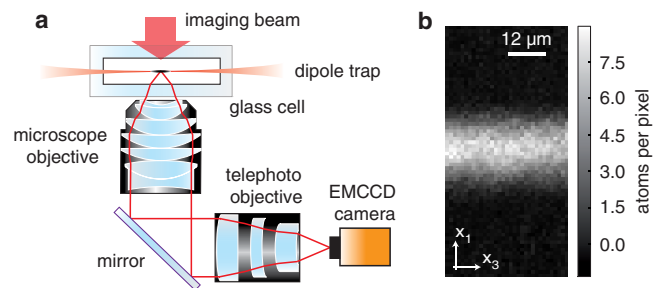 a
imaging beam
dipole trap
glass cell
microscope
objective
telephoto
objective
EMCCD
camera
mirror
b
12 μm
x1
x3
7.5
6.0
4.5
3.0
1.5
0.0
atoms per pixel